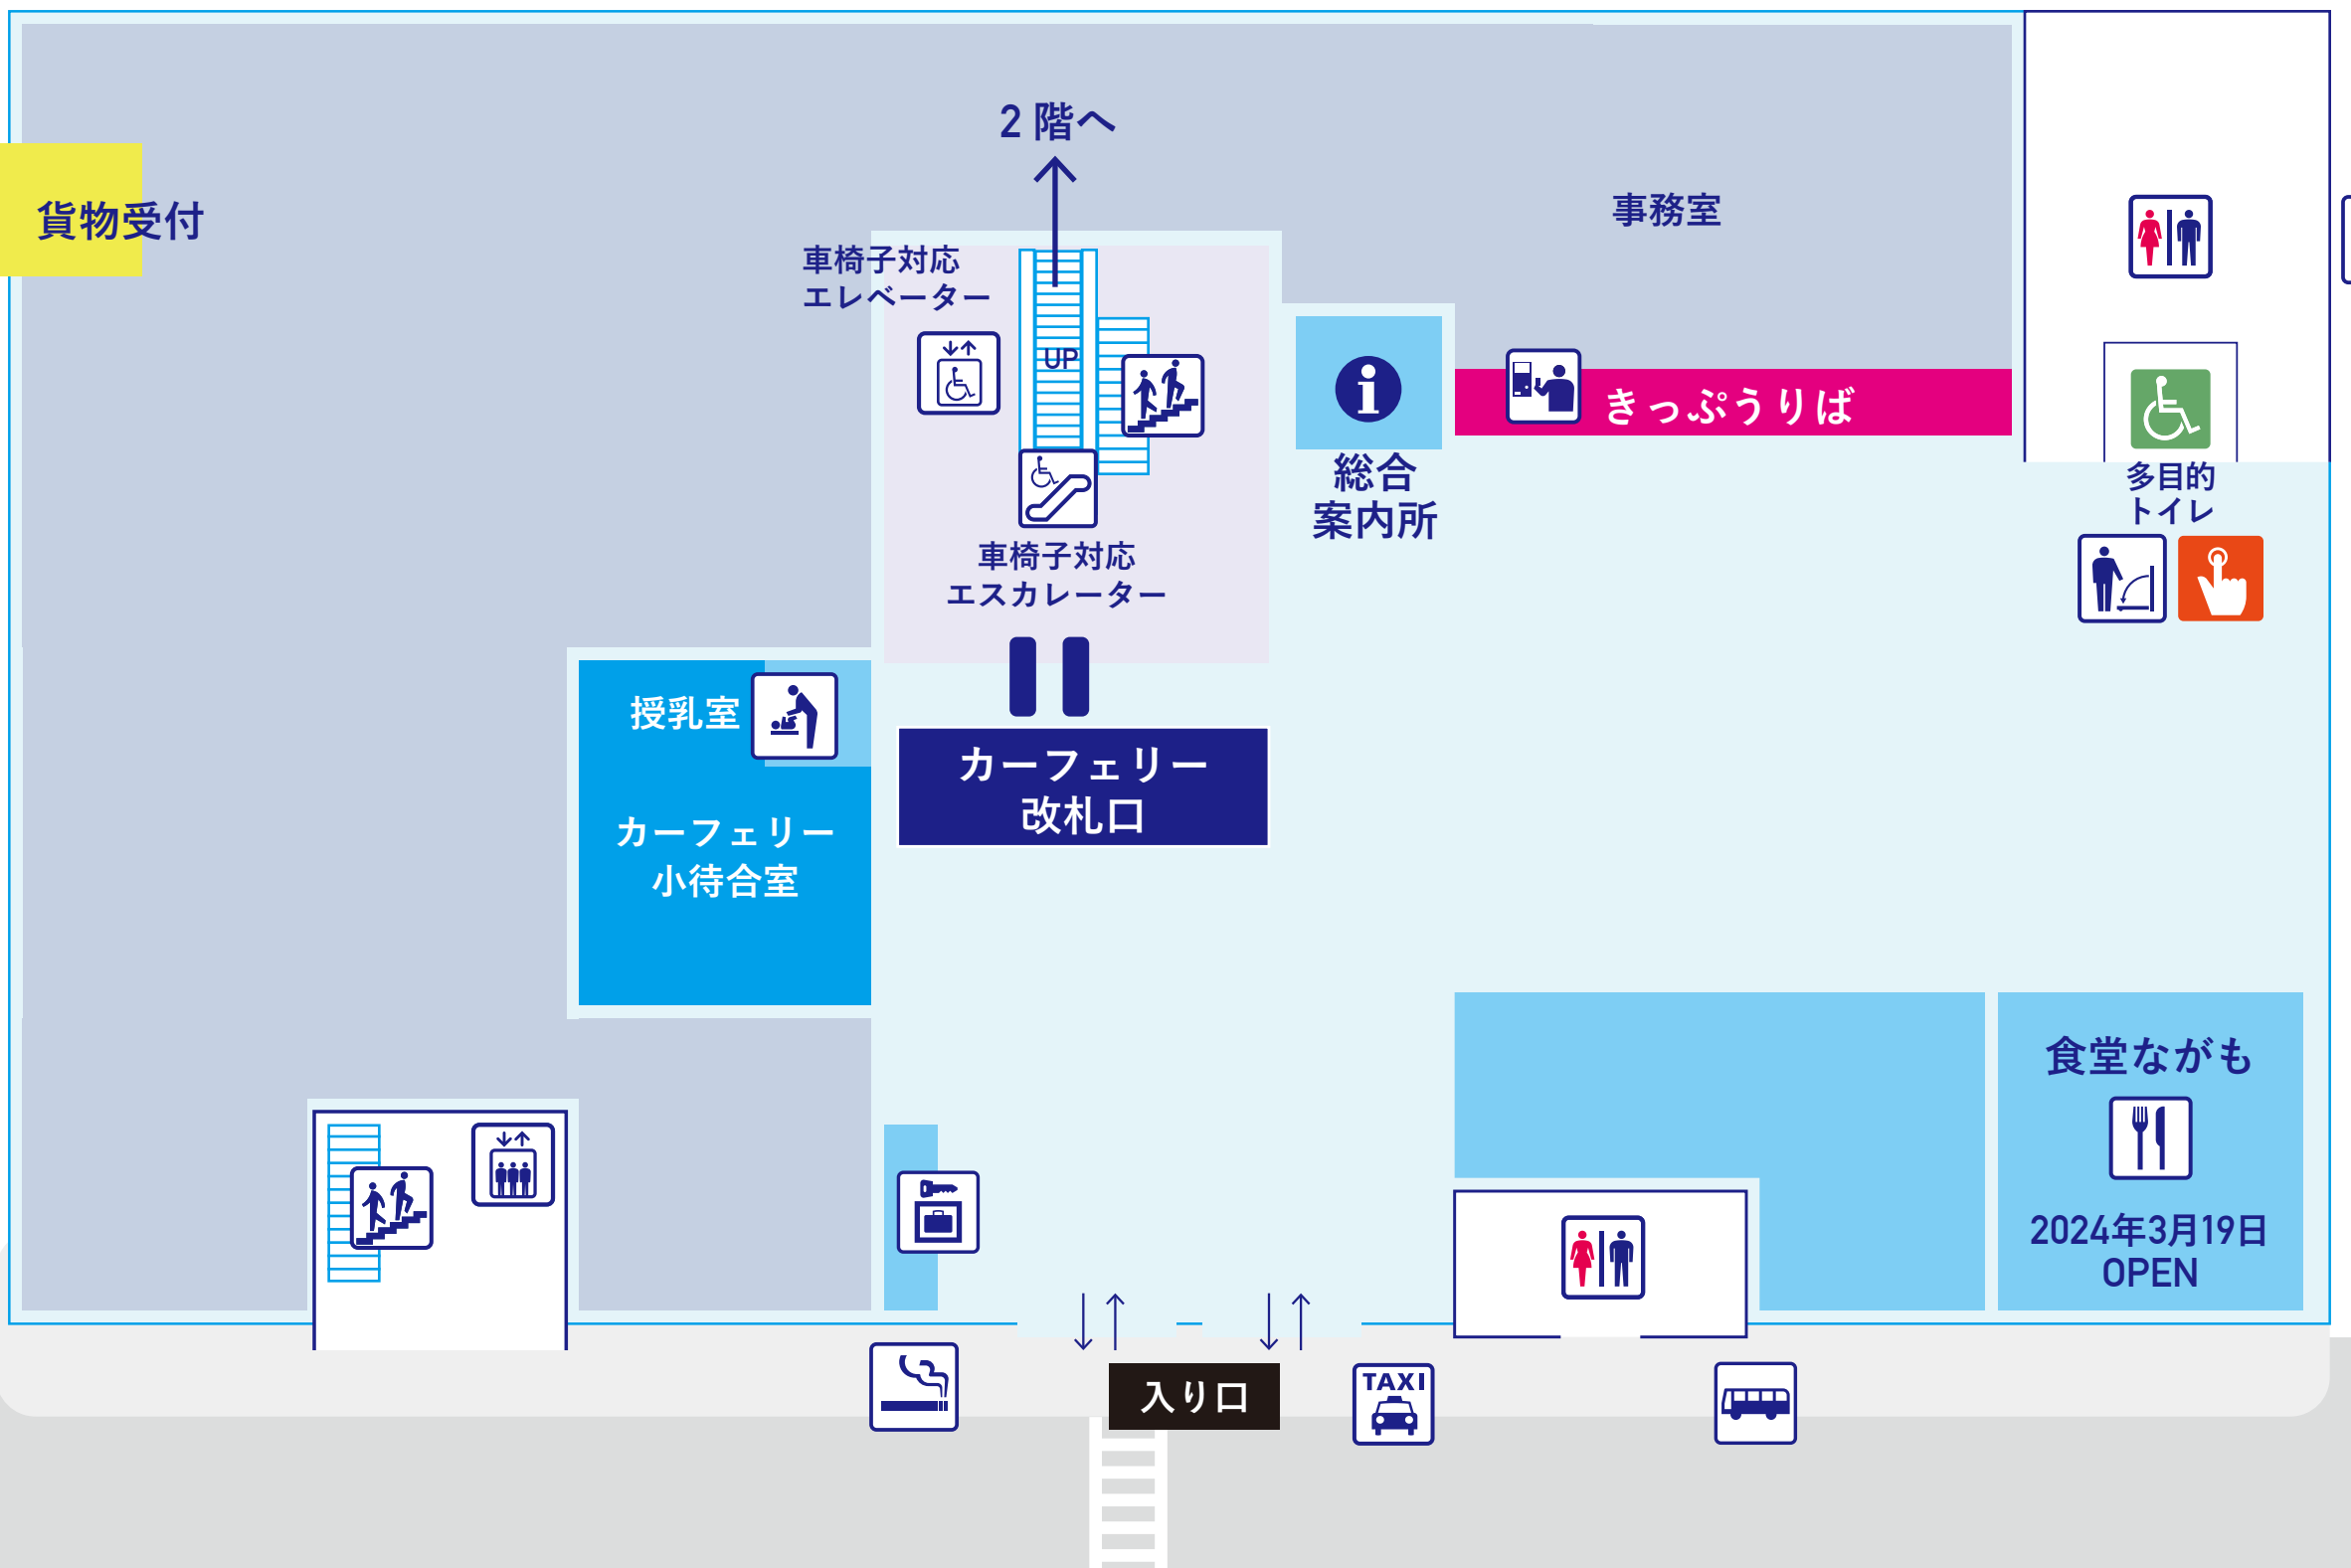 2 階へ
事務室
貨物受付
車椅子対応
エレベーター
UP
きっぷうりば
総合
案内所
多目的
トイレ
車椅子対応
エスカレーター
授乳室
カーフェリー
改札口
カーフェリー
小待合室
食堂ながも
2024年3月19日
OPEN
入り口
TAXI